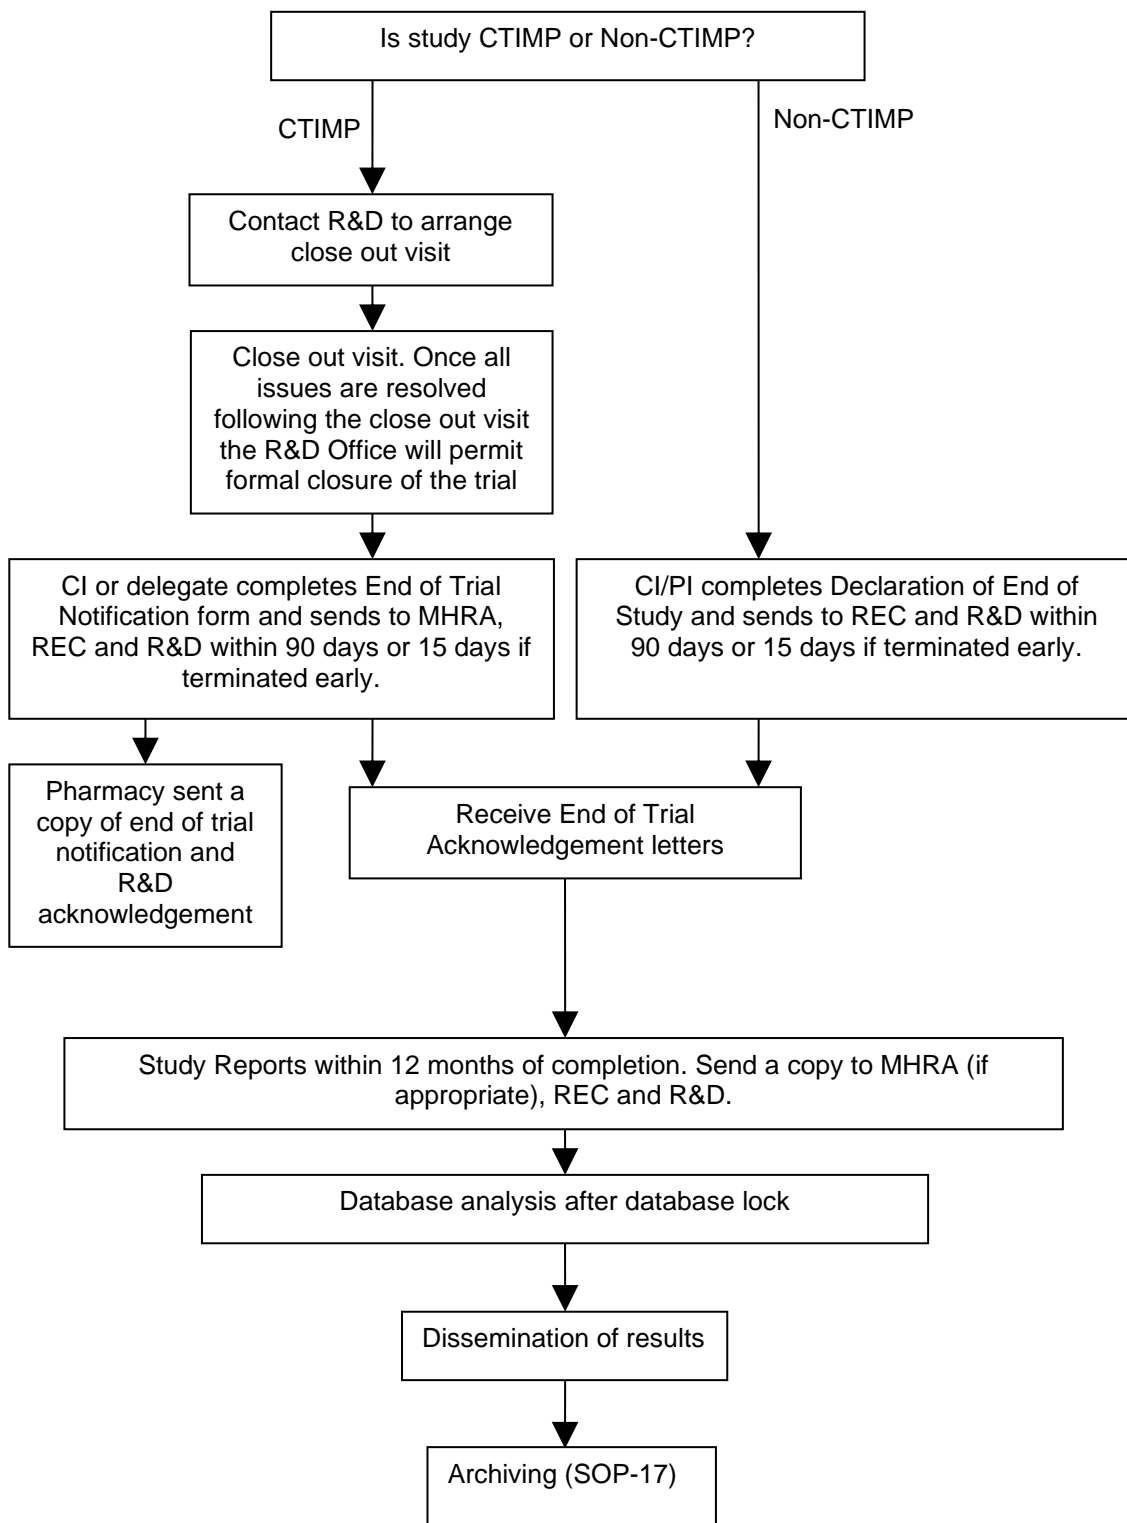 Is study CTIMP or Non-CTIMP?
CTIMP
Non-CTIMP
Contact R&D to arrange
close out visit
Close out visit. Once all
issues are resolved
following the close out visit
the R&D Office will permit
formal closure of the trial
CI or delegate completes End of Trial
Notification form and sends to MHRA,
REC and R&D within 90 days or 15 days if
terminated early.
CI/PI completes Declaration of End of
Study and sends to REC and R&D within
90 days or 15 days if terminated early.
Pharmacy sent a
copy of end of trial
notification and
R&D
acknowledgement
Receive End of Trial
Acknowledgement letters
Study Reports within 12 months of completion. Send a copy to MHRA (if
appropriate), REC and R&D.
Database analysis after database lock
Dissemination of results
Archiving (SOP-17)